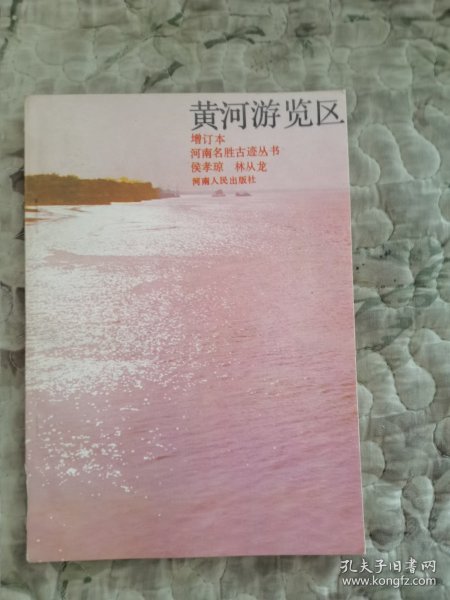 黄河游览区
增订本
河南名胜古迹丛书
侯孝琼 林从龙
河南人民出版社
孔夫子旧书网
www.kongfz.com